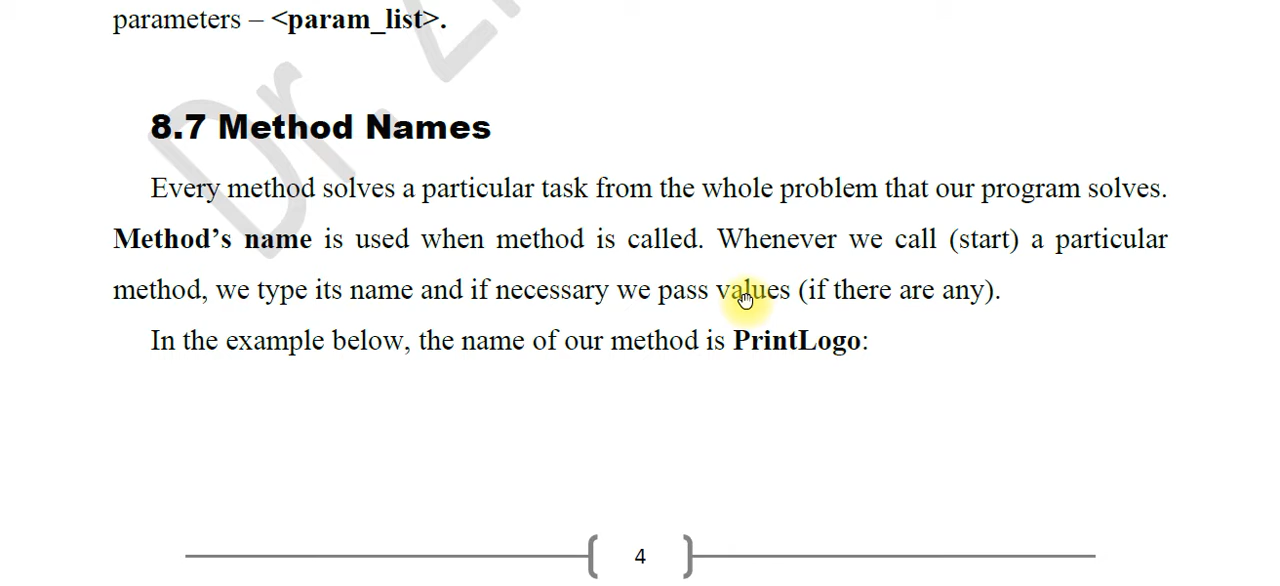 parameters – <param_list>.
8.7 Method Names
Every method solves a particular task from the whole problem that our program solves.
Method’s name is used when method is called. Whenever we call (start) a particular
method, we type its name and if necessary we pass values (if there are any).
In the example below, the name of our method is PrintLogo:
4
Dr.